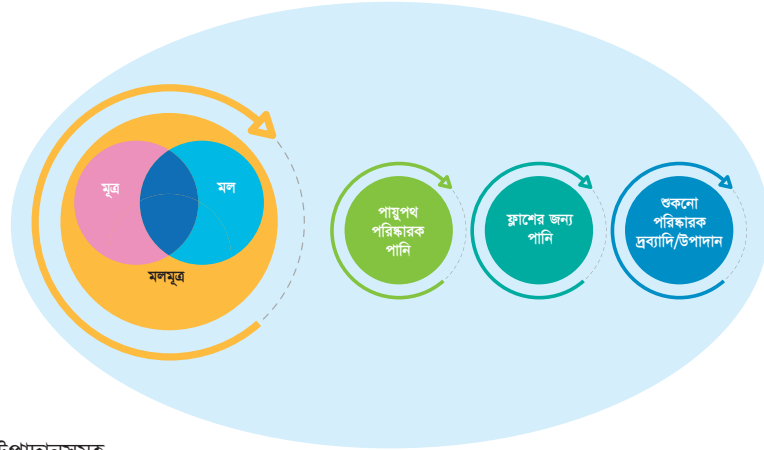 মূত্র
মল
মলমূত্র
পায়ুপথ
পরিষ্কারক
পানি
ফ্লাশের জন্য
পানি
শুকনো
পরিষ্কারক
দ্রব্যাদি/উপাদান